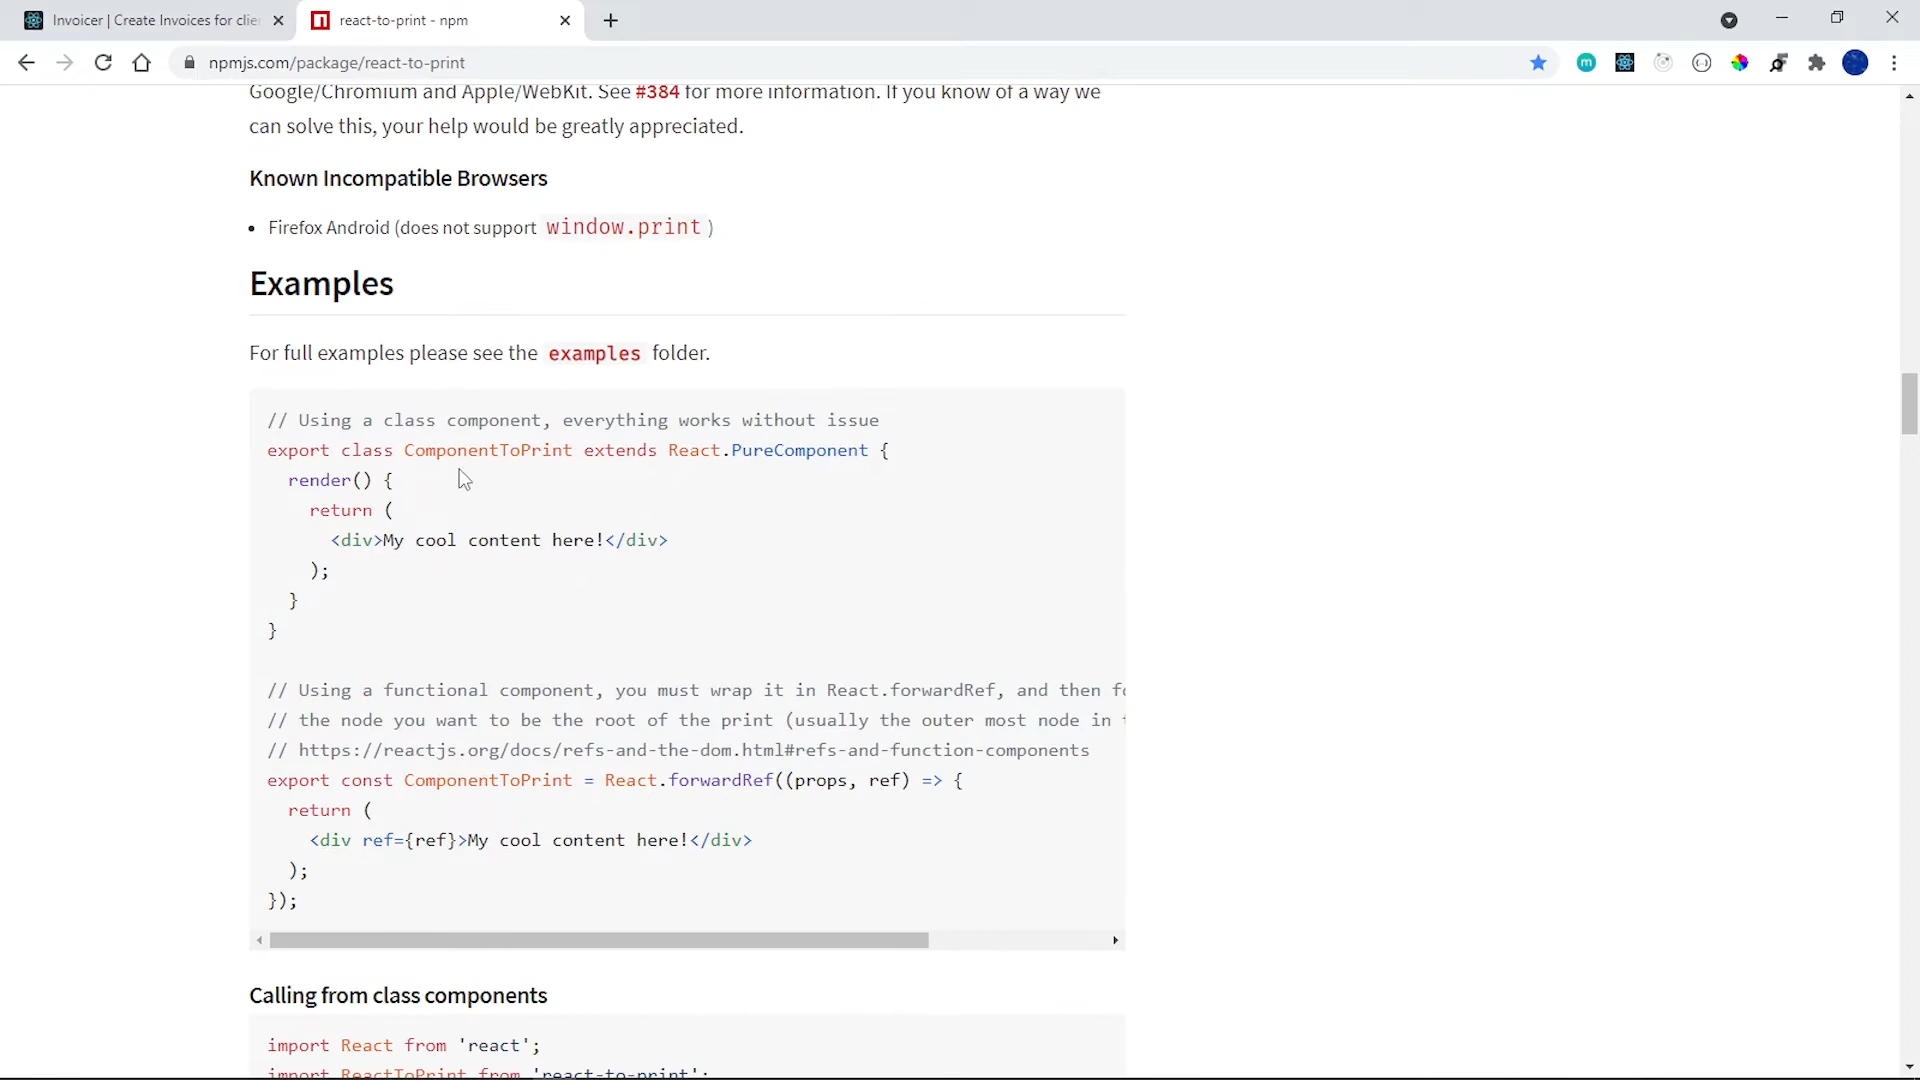 Invoicer | Create Invoices for clie
react-to-print - npm
npmjs.com/package/react-to-print
Google/Chromium and Apple/WebKit. See #384 for more information. If you know of a way we
can solve this, your help would be greatly appreciated.
Known Incompatible Browsers
• Firefox Android (does not support window.print )
Examples
For full examples please see the examples folder.
// Using a class component, everything works without issue
export class ComponentToPrint extends React.PureComponent {
render() {
return (
<div>My cool content here!</div>
);
}
}
// Using a functional component, you must wrap it in React.forwardRef, and then fo
// the node you want to be the root of the print (usually the outer most node in
// https://reactjs.org/docs/refs-and-the-dom.html#refs-and-function-components
export const ComponentToPrint = React.forwardRef((props, ref) => {
return (
<div ref={ref}>My cool content here!</div>
);
});
Calling from class components
import React from 'react';
import ReactToPrint from 'react-to-print';